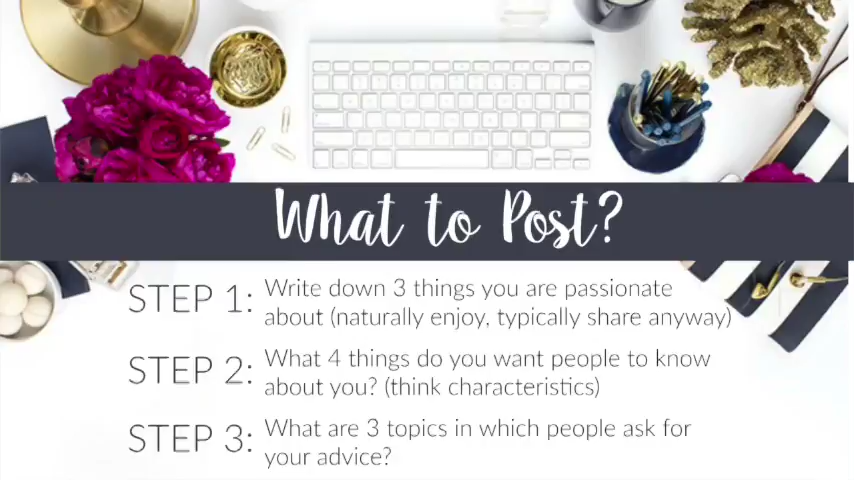 What to Post?
STEP 1: Write down 3 things you are passionate
about (naturally enjoy, typically share anyway)
STEP 2: What 4 things do you want people to know
about you? (think characteristics)
STEP 3: What are 3 topics in which people ask for
your advice?